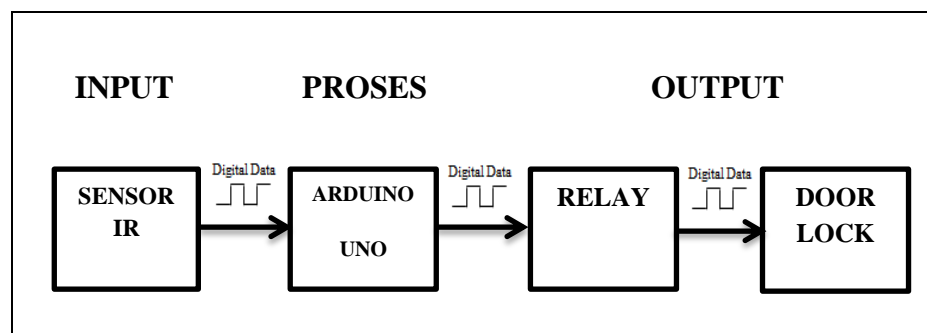 INPUT PROSES OUTPUT
Digital Data Digital Data Digital Data
SENSOR
IR
ARDUINO
UNO
RELAY
DOOR
LOCK